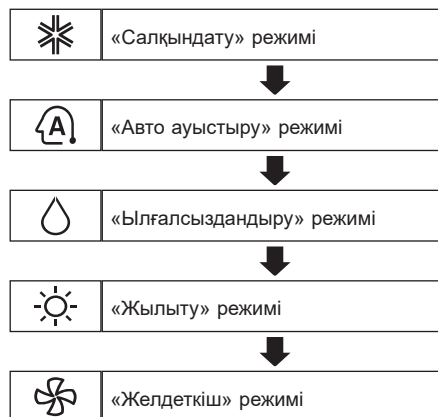 «Салқындату» режимі
A
«Авто ауыстыру» режимі
«Ылғалсыздандыру» режимі
«Жылыту» режимі
«Желдеткіш» режимі